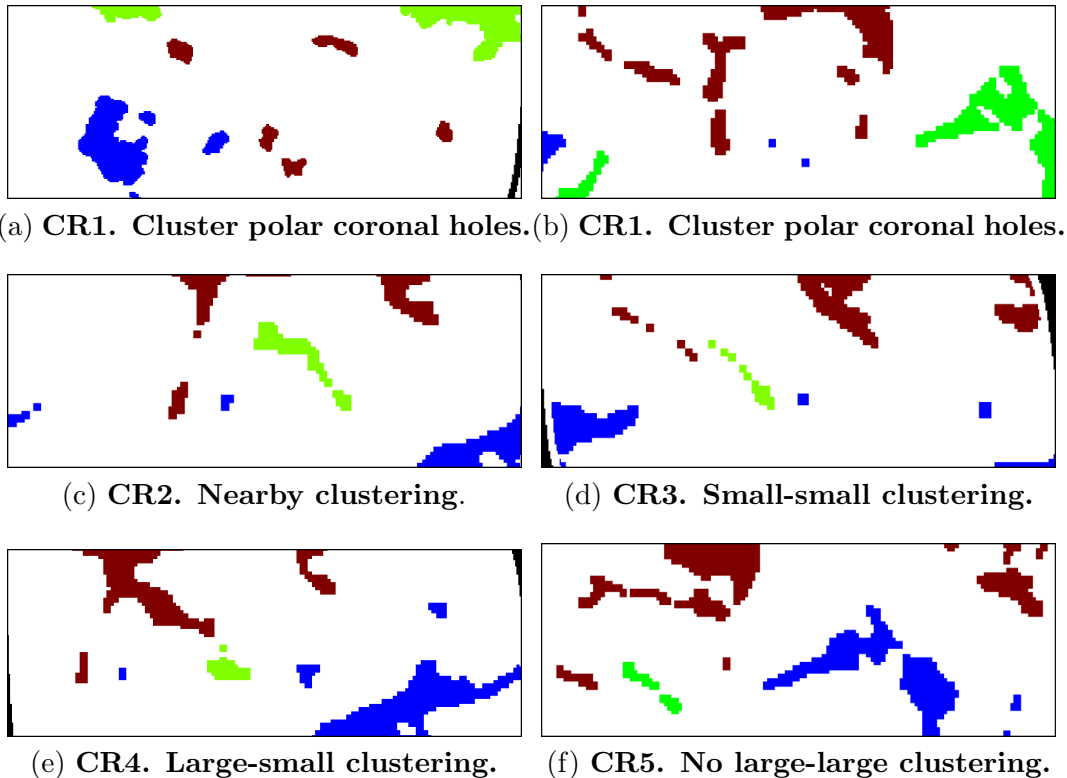 (a) CR1. Cluster polar coronal holes.
(b) CR1. Cluster polar coronal holes.
(c) CR2. Nearby clustering.
(d) CR3. Small-small clustering.
(e) CR4. Large-small clustering.
(f) CR5. No large-large clustering.